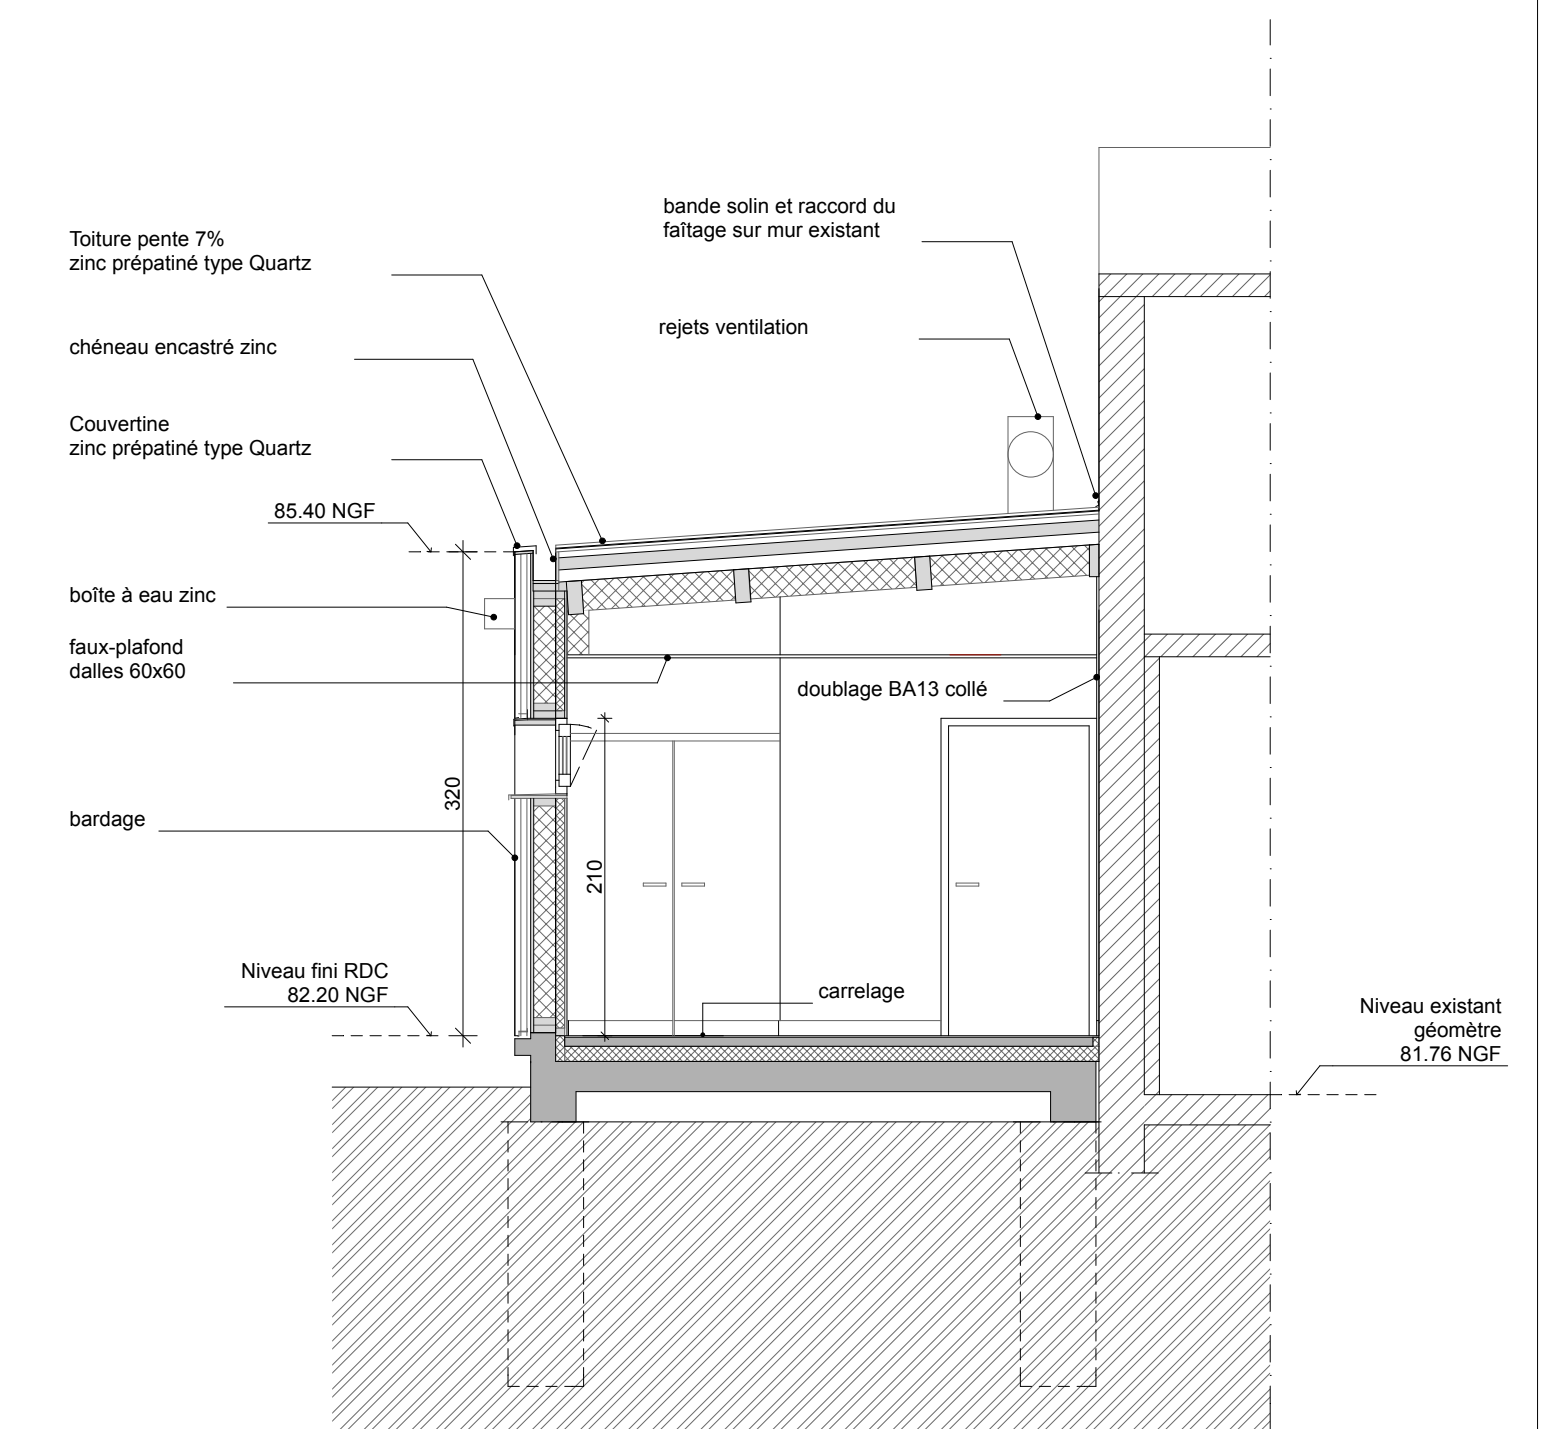 bande solin et raccord du
faîtage sur mur existant
Toiture pente 7%
zinc prépatiné type Quartz
rejets ventilation
chéneau encastré zinc
Couvertine
zinc prépatiné type Quartz
85.40 NGF
boîte à eau zinc
faux-plafond
dalles 60x60
doublage BA13 collé
320
bardage
210
Niveau fini RDC
82.20 NGF
carrelage
Niveau existant
géomètre
81.76 NGF